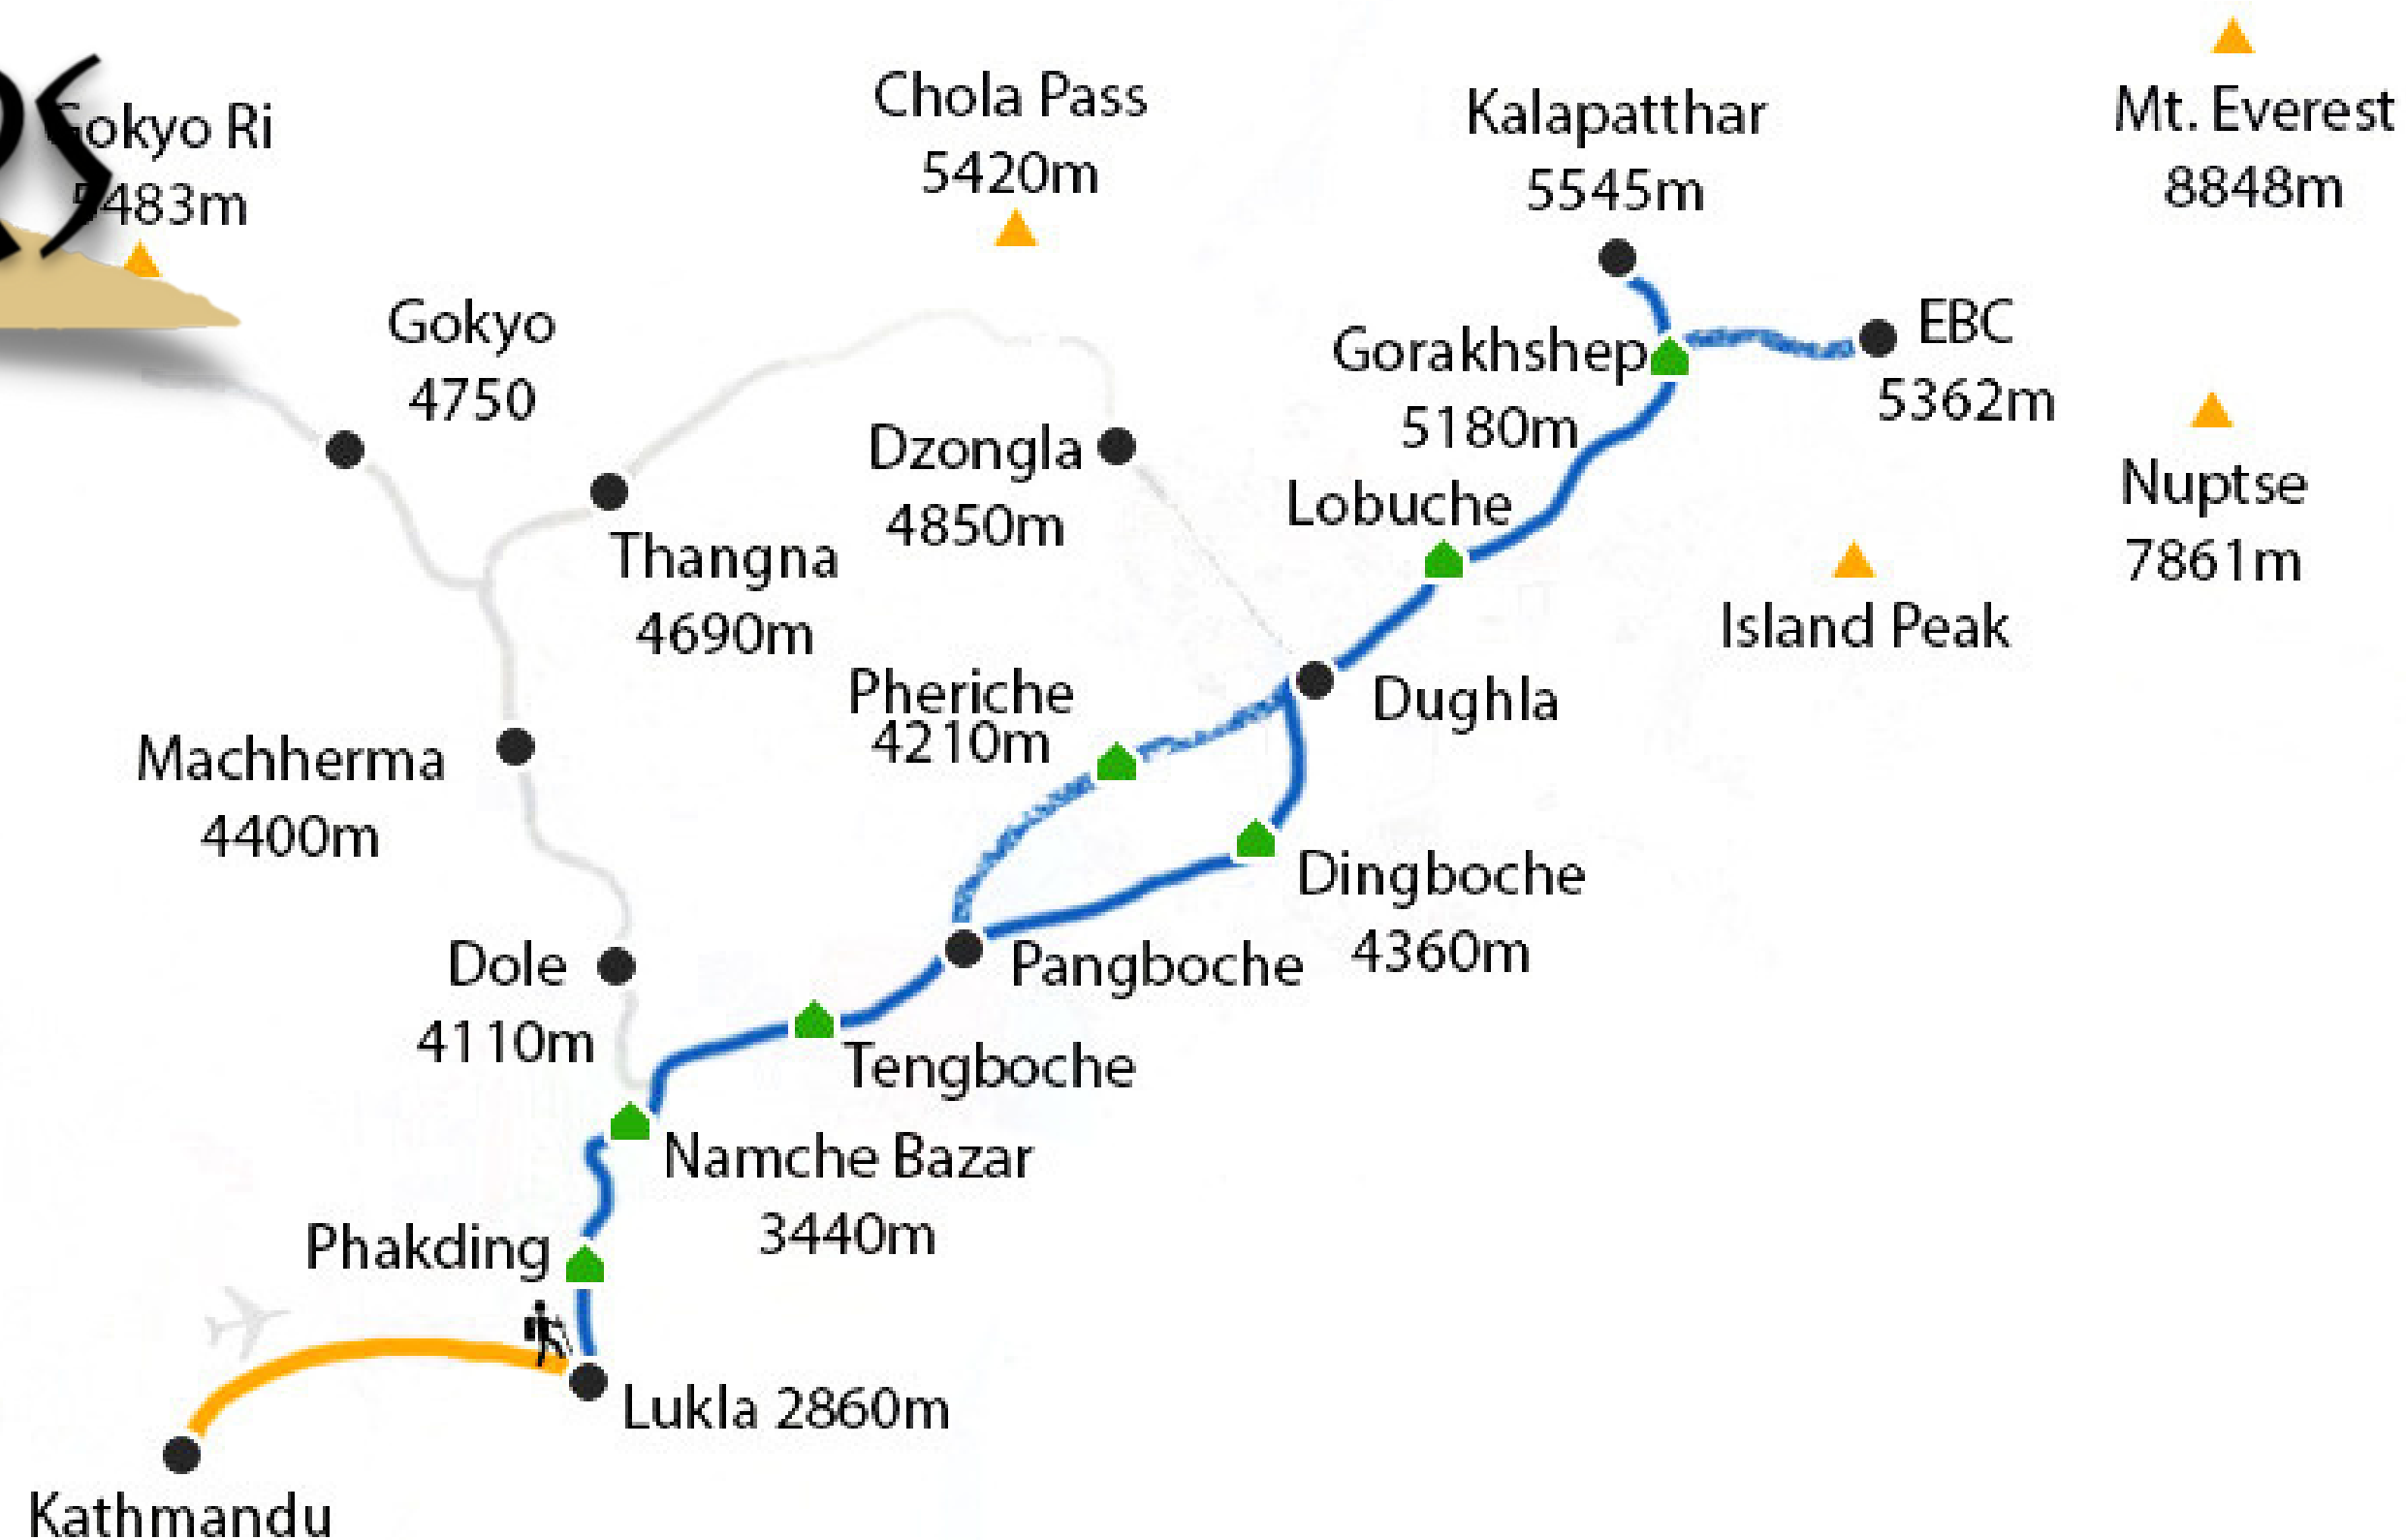 Gokyo Ri
5483m
Chola Pass
5420m
Kalapatthar
5545m
Mt. Everest
8848m
Gokyo
4750
Gorakhshep
5180m
EBC
5362m
Dzongla
4850m
Nuptse
7861m
Thangna
4690m
Lobuche
Island Peak
Pheriche
4210m
Dughla
Machherma
4400m
Dingboche
4360m
Dole
4110m
Pangboche
Tengboche
Namche Bazar
3440m
Phakding
Lukla 2860m
Kathmandu